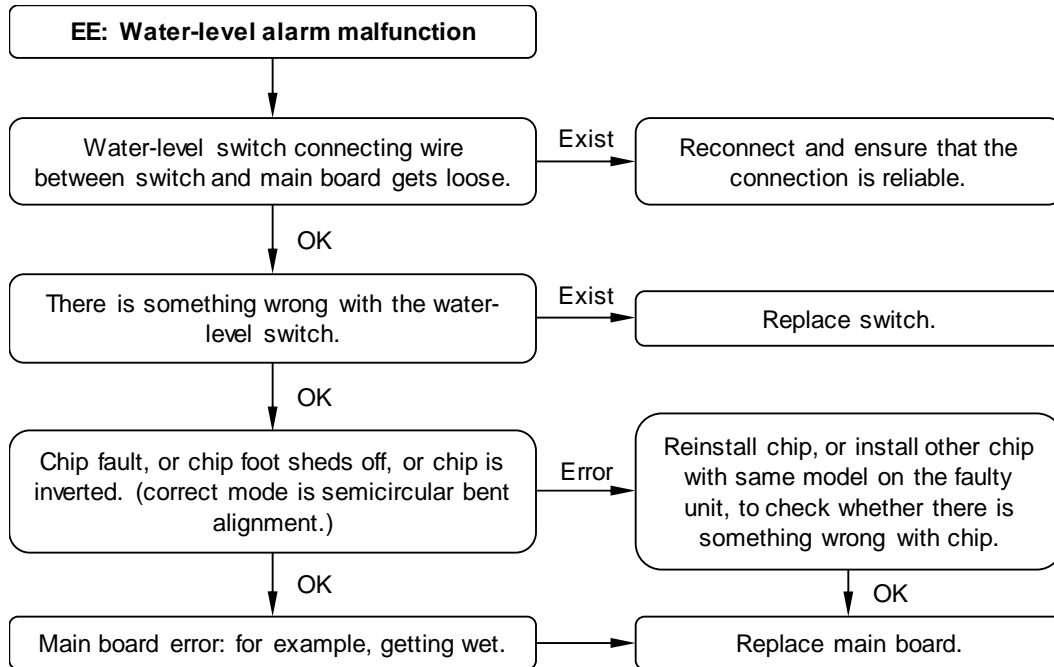 EE: Water-level alarm malfunction
Water-level switch connecting wire
between switch and main board gets loose.
Exist
Reconnect and ensure that the
connection is reliable.
OK
There is something wrong with the water-
level switch.
Exist
Replace switch.
OK
Chip fault, or chip foot sheds off, or chip is
inverted. (correct mode is semicircular bent
alignment.)
Error
Reinstall chip, or install other chip
with same model on the faulty
unit, to check whether there is
something wrong with chip.
OK
OK
Main board error: for example, getting wet.
Replace main board.